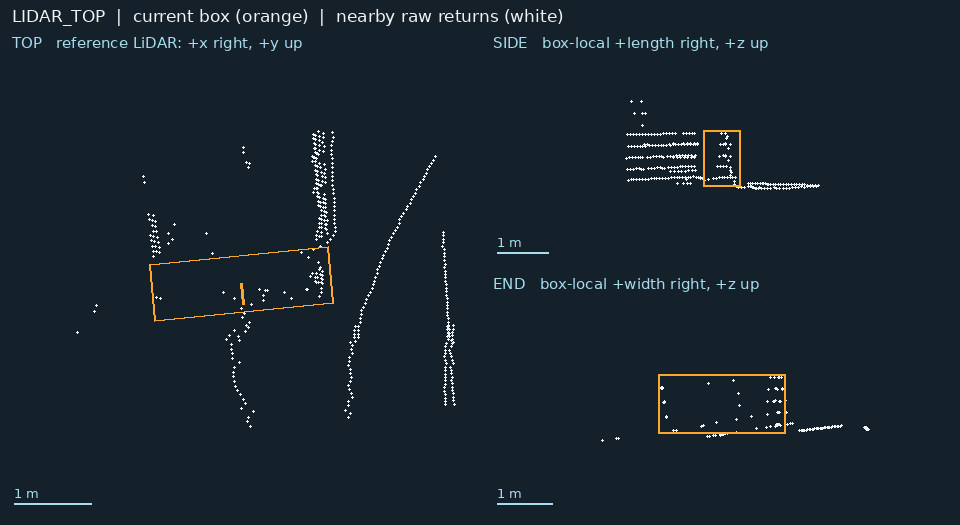 LIDAR_TOP | current box (orange) | nearby raw returns (white)
TOP reference LiDAR: +x right, +y up
SIDE box-local +length right, +z up
1 m
END box-local +width right, +z up
1 m
1 m